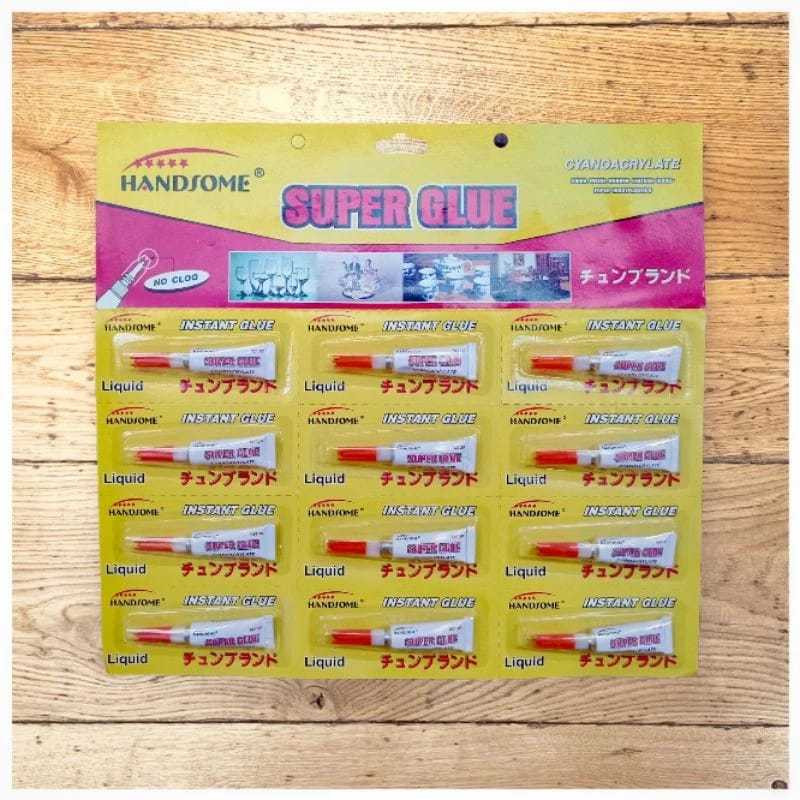 HANDSOME®
SUPER GLUE
CYANOACRYLATE
NO CLOG
チュンブランド
HANDSOME® INSTANT GLUE
SUPER GLUE
Liquid チュンブランド
HANDSOME® INSTANT GLUE
SUPER GLUE
Liquid チュンブランド
HANDSOME® INSTANT GLUE
SUPER GLUE
Liquid チュンブランド
HANDSOME® INSTANT GLUE
SUPER GLUE
Liquid チュンブランド
HANDSOME® INSTANT GLUE
SUPER GLUE
Liquid チュンブランド
HANDSOME® INSTANT GLUE
SUPER GLUE
Liquid チュンブランド
HANDSOME® INSTANT GLUE
SUPER GLUE
Liquid チュンブランド
HANDSOME® INSTANT GLUE
SUPER GLUE
Liquid チュンブランド
HANDSOME® INSTANT GLUE
SUPER GLUE
Liquid チュンブランド
HANDSOME® INSTANT GLUE
SUPER GLUE
Liquid チュンブランド
HANDSOME® INSTANT GLUE
SUPER GLUE
Liquid チュンブランド
HANDSOME® INSTANT GLUE
SUPER GLUE
Liquid チュンブランド